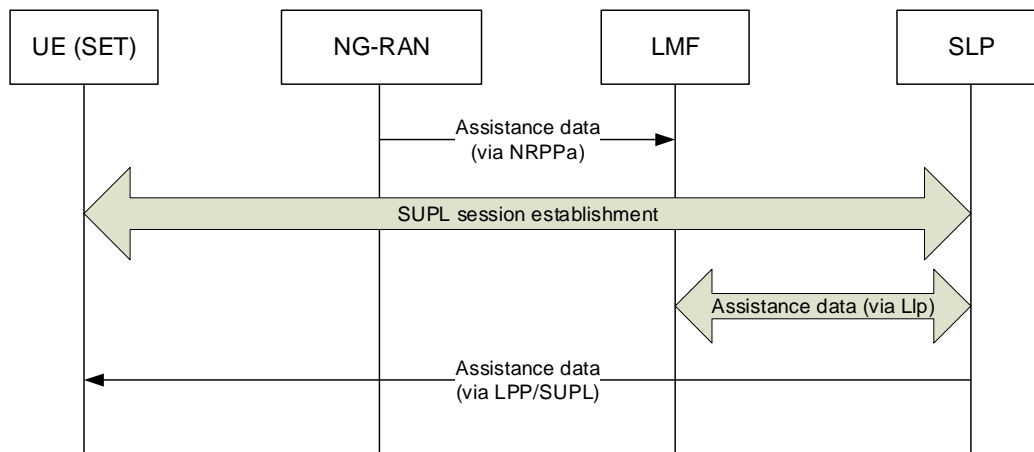 UE (SET)
NG-RAN
LMF
SLP
Assistance data
(via NRPPa)
SUPL session establishment
Assistance data (via Llp)
Assistance data
(via LPP/SUPL)